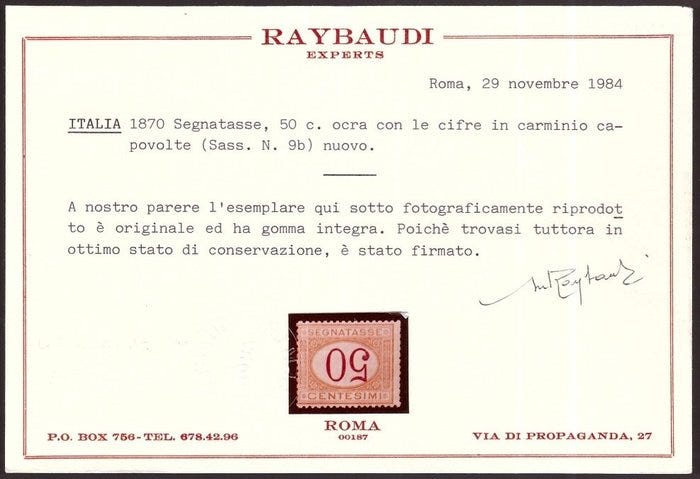 RAYBAUDI
EXPERTS
Roma, 29 novembre 1984
ITALIA 1870 Segnatasse, 50 c. ocra con le cifre in carminio ca-
povolte (Sass. N. 9b) nuovo.
A nostro parere l'esemplare qui sotto fotograficamente riprodot
to è originale ed ha gomma integra. Poichè trovasi tuttora in
ottimo stato di conservazione, è stato firmato.
SEGNATASSE
50
CENTESIMI
ROMA
00187
P.O. BOX 756-TEL. 678.42.96
VIA DI PROPAGANDA, 27